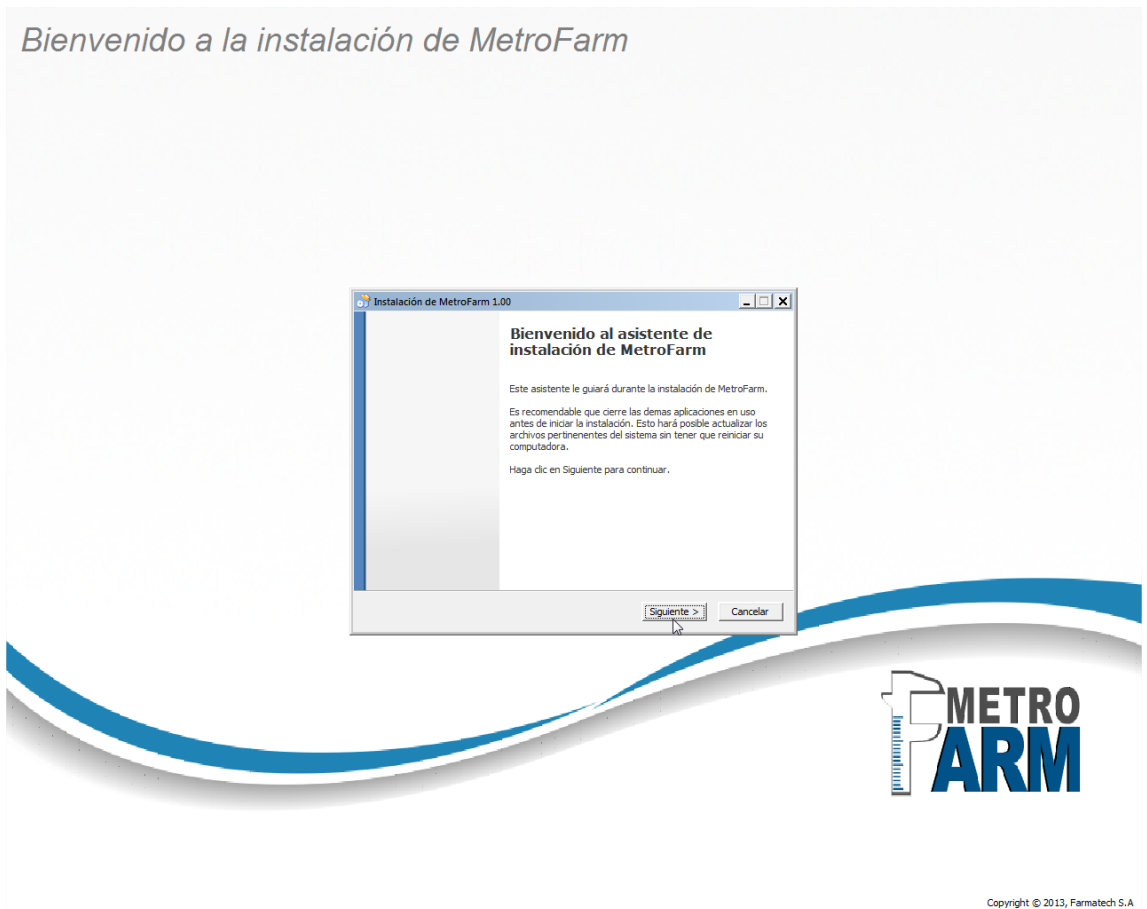 Bienvenido a la instalación de MetroFarm
Instalación de MetroFarm 1.00
Bienvenido al asistente de
instalación de MetroFarm
Este asistente le guiará durante la instalación de MetroFarm.
Es recomendable que cierre las demas aplicaciones en uso
antes de iniciar la instalación. Esto hará posible actualizar los
archivos pertinenentes del sistema sin tener que reiniciar su
computadora.
Haga clic en Siguiente para continuar.
Siguiente >
Cancelar
METRO
FARM
Copyright © 2013, Farmatech S.A